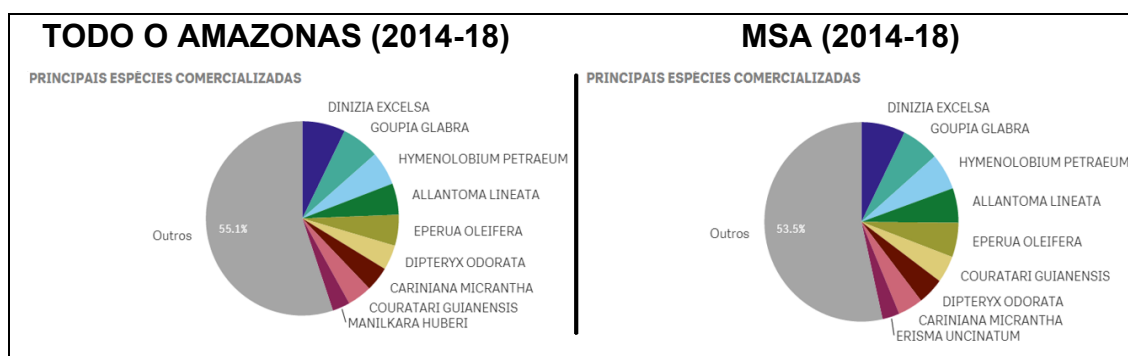 TODO O AMAZONAS (2014-18)
PRINCIPAIS ESPÉCIES COMERCIALIZADAS
DINIZIA EXCELSA
GOUPIA GLABRA
HYMENOLOBIUM PETRAEUM
ALLANTOMA LINEATA
EPERUA OLEIFERA
DIPTERYX ODORATA
CARINIANA MICRANTHA
COURATARI GUIANENSIS
MANILKARA HUBERI
Outros
55.1%
MSA (2014-18)
PRINCIPAIS ESPÉCIES COMERCIALIZADAS
DINIZIA EXCELSA
GOUPIA GLABRA
HYMENOLOBIUM PETRAEUM
ALLANTOMA LINEATA
EPERUA OLEIFERA
COURATARI GUIANENSIS
DIPTERYX ODORATA
CARINIANA MICRANTHA
ERISMA UNCINATUM
Outros
53.5%